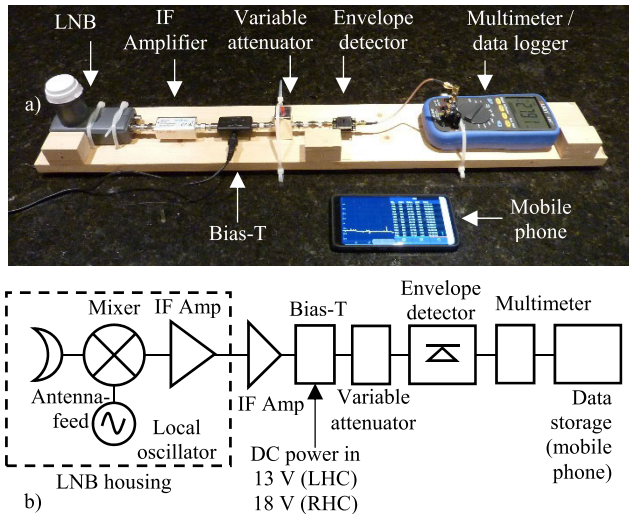 LNB
IF
Amplifier
Variable
attenuator
Envelope
detector
Multimeter /
data logger
a)
Bias-T
Mobile
phone
Mixer
IF Amp
Bias-T
Envelope
detector
Multimeter
Antenna-
feed
Local
oscillator
IF Amp
Variable
attenuator
Data
storage
(mobile
phone)
LNB housing
DC power in
13 V (LHC)
18 V (RHC)
b)